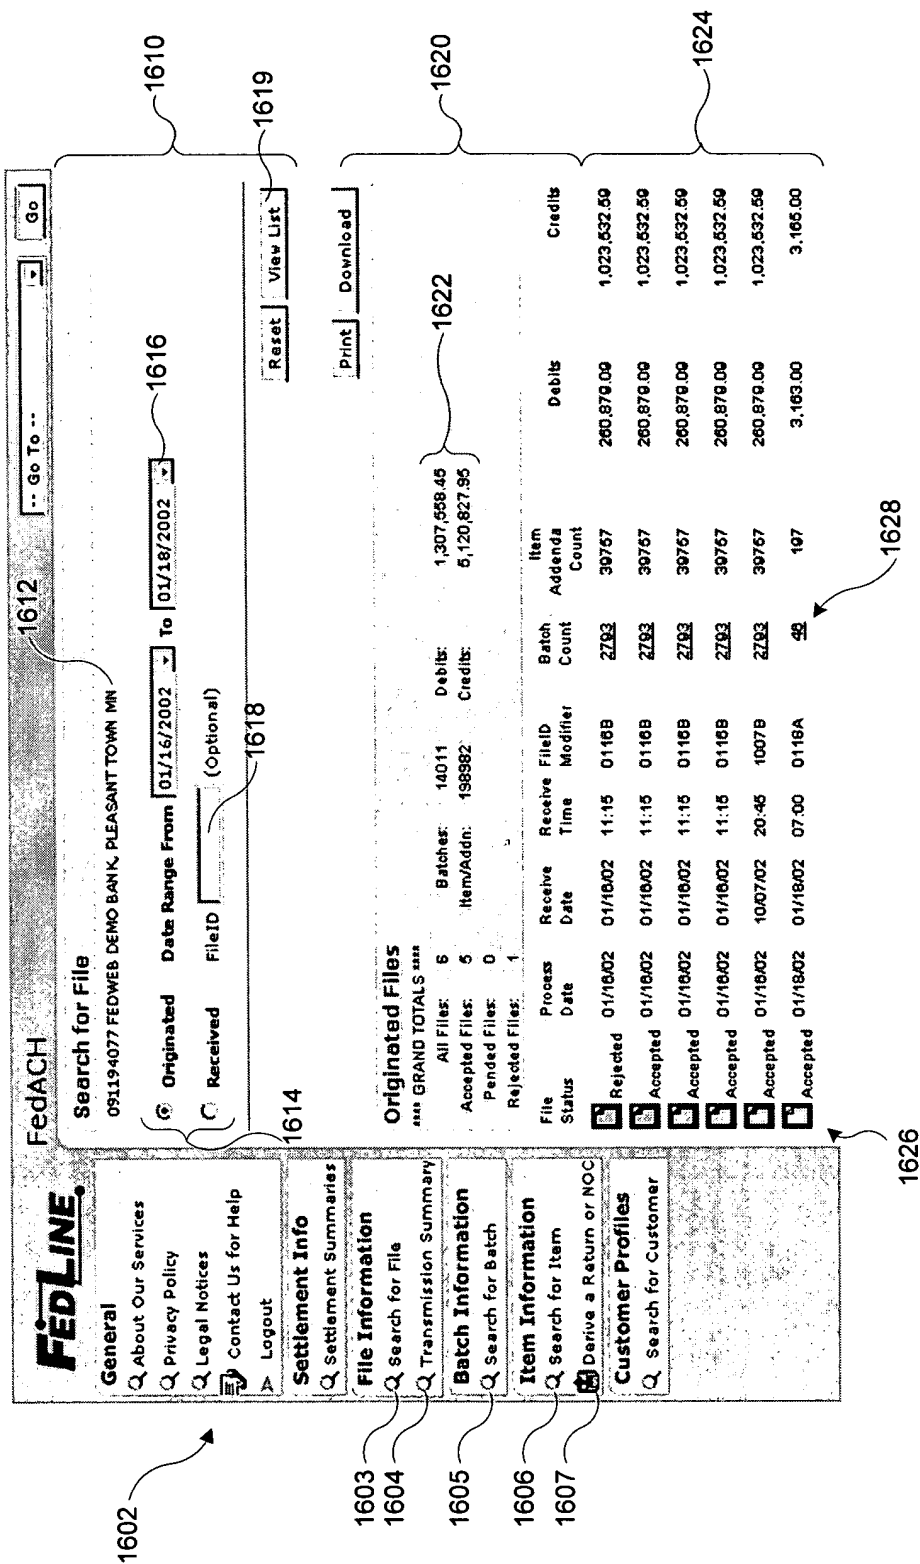 FEDLINE®
FedACH
-- Go To --
Go
General
About Our Services
Privacy Policy
Legal Notices
Contact Us for Help
Logout
Settlement Info
Settlement Summaries
File Information
Search for File
Transmission Summary
Batch Information
Search for Batch
Item Information
Search for Item
Derive a Return or NOC
Customer Profiles
Search for Customer
Search for File
091194077 FEDWEB DEMO BANK, PLEASANT TOWN MN
Originated Date Range From 01/16/2002 To 01/18/2002
Received FileID (Optional)
Reset View List
Print Download
Originated Files
**** GRAND TOTALS ****
All Files: 6 Batches: 14011 Debits: 1,307,558.45
Accepted Files: 5 Item/Addn: 198982 Credits: 5,120,827.95
Pended Files: 0
Rejected Files: 1
File Status Process Date Receive Date Receive Time FileID Modifier Batch Count Item Addenda Count Debits Credits
Rejected 01/16/02 01/16/02 11:15 0116B 2793 39757 260,879.09 1,023,532.59
Accepted 01/16/02 01/16/02 11:15 0116B 2793 39757 260,879.09 1,023,532.59
Accepted 01/16/02 01/16/02 11:15 0116B 2793 39757 260,879.09 1,023,532.59
Accepted 01/16/02 01/16/02 11:15 0116B 2793 39757 260,879.09 1,023,532.59
Accepted 01/16/02 10/07/02 20:45 1007B 2793 39757 260,879.09 1,023,532.59
Accepted 01/18/02 01/18/02 07:00 0118A 46 197 3,163.00 3,165.00
1602
1603
1604
1605
1606
1607
1610
1612
1614
1616
1618
1619
1620
1622
1624
1626
1628